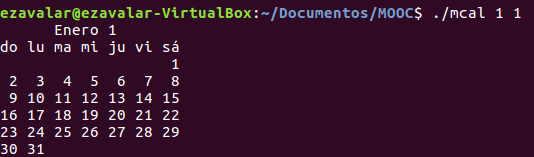 ezavalar@ezavalar-VirtualBox:~/Documentos/MOOC$ ./mcal 1 1
Enero 1
do lu ma mi ju vi sá
1
2 3 4 5 6 7 8
9 10 11 12 13 14 15
16 17 18 19 20 21 22
23 24 25 26 27 28 29
30 31